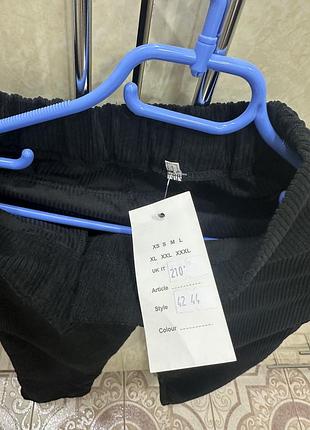 XS S M L
XL XXL XXXL
UK IT 210
Article ................
Style 42 44
Colour ................